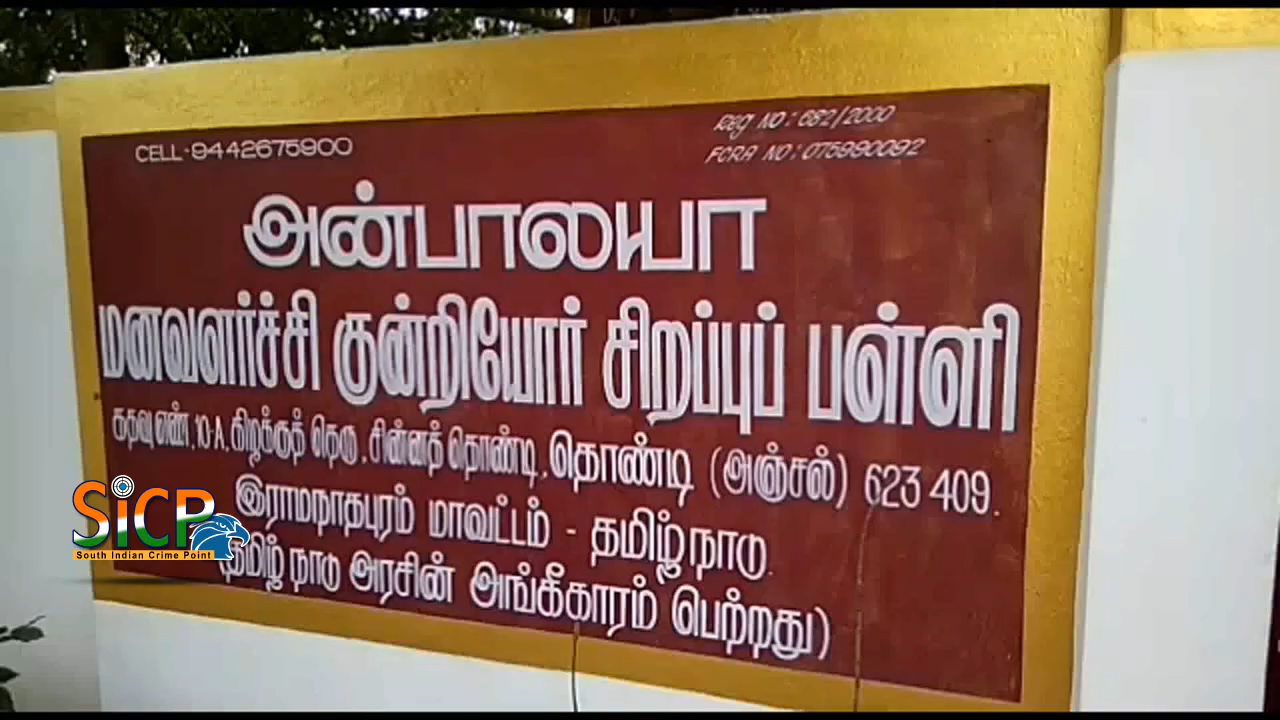 CELL-9442675900
Reg NO: 682/2000
FCRA NO: 075990092
அன்பாலயா
மனவளர்ச்சி குன்றியோர் சிறப்புப் பள்ளி
கதவு எண். 10-A, கிழக்குத் தெரு, சின்னத் தொண்டி, தொண்டி (அஞ்சல்) 623 409.
இராமநாதபுரம் மாவட்டம் - தமிழ் நாடு.
(தமிழ் நாடு அரசின் அங்கீகாரம் பெற்றது)
SiCP
South Indian Crime Point